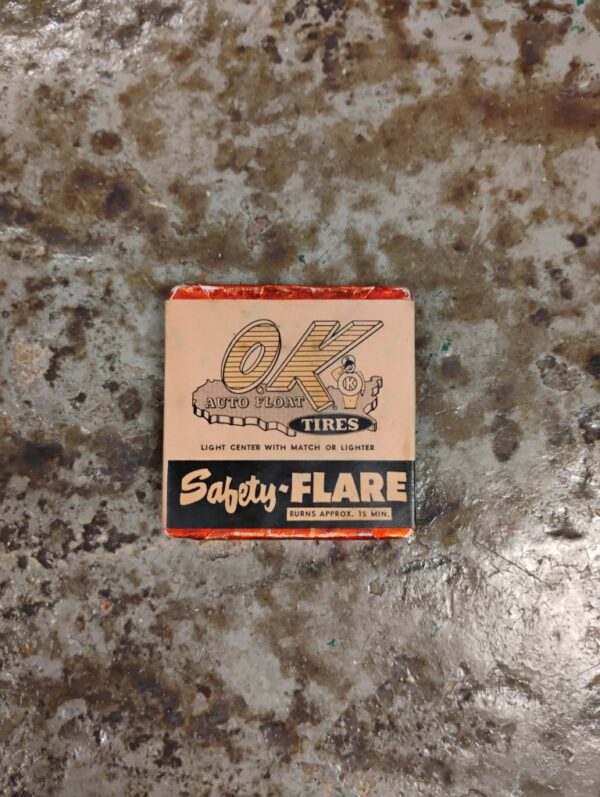 O.K
K
AUTO FLOAT
TIRES
LIGHT CENTER WITH MATCH OR LIGHTER
Safety-FLARE
BURNS APPROX. 15 MIN.